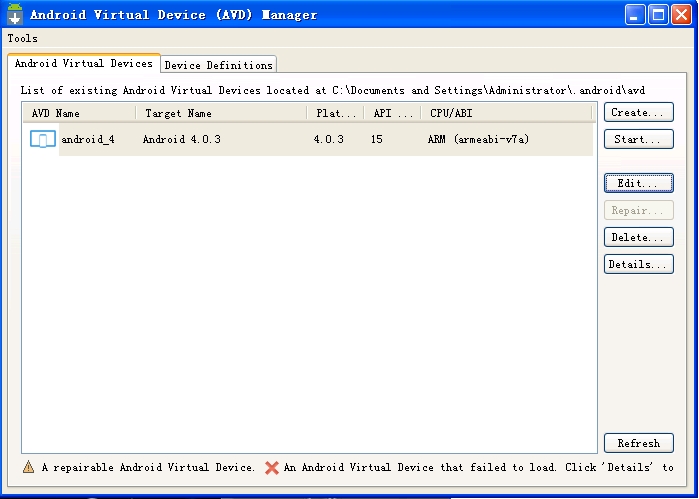 Android Virtual Device (AVD) Manager
Tools
Android Virtual Devices Device Definitions
List of existing Android Virtual Devices located at C:\Documents and Settings\Administrator\.android\avd
AVD Name Target Name Plat... API ... CPU/ABI
Create...
android_4 Android 4.0.3 4.0.3 15 ARM (armeabi-v7a)
Start...
Edit...
Repair...
Delete...
Details...
Refresh
A repairable Android Virtual Device. An Android Virtual Device that failed to load. Click 'Details' to